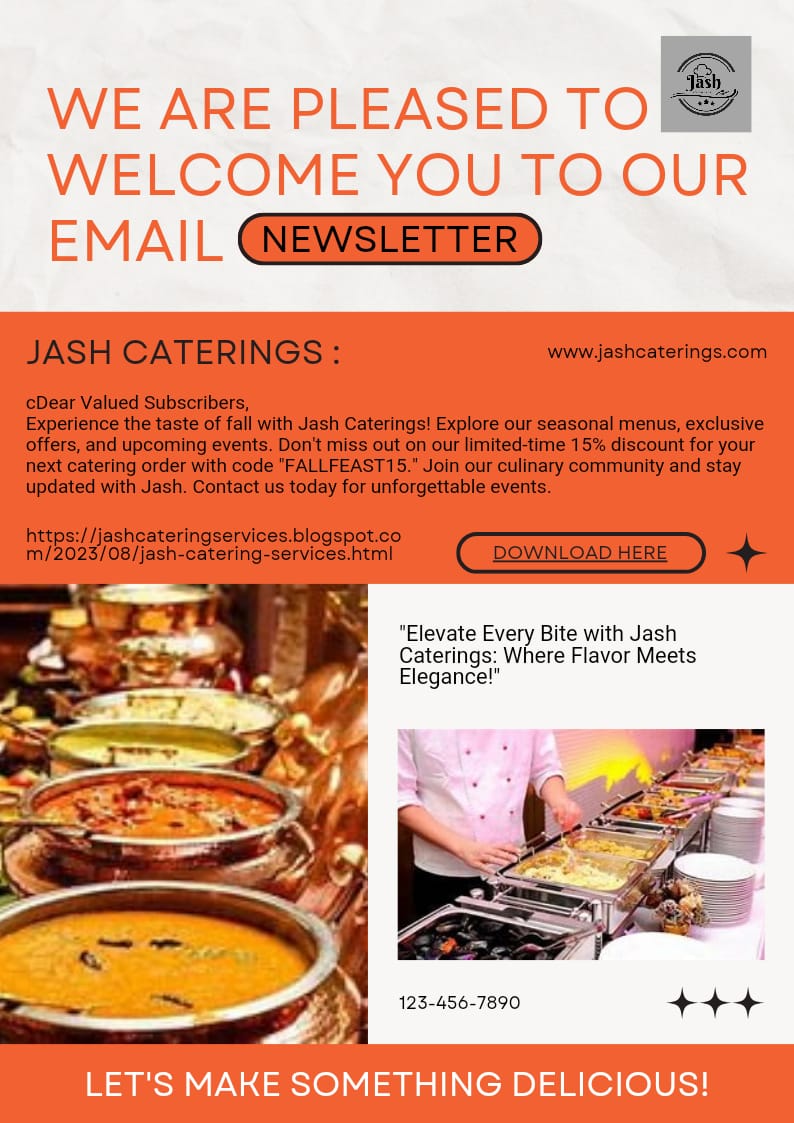 Jash
WE ARE PLEASED TO
WELCOME YOU TO OUR
EMAIL NEWSLETTER
JASH CATERINGS :
www.jashcaterings.com
cDear Valued Subscribers,
Experience the taste of fall with Jash Caterings! Explore our seasonal menus, exclusive
offers, and upcoming events. Don't miss out on our limited-time 15% discount for your
next catering order with code "FALLFEAST15." Join our culinary community and stay
updated with Jash. Contact us today for unforgettable events.
https://jashcateringservices.blogspot.co
m/2023/08/jash-catering-services.html
DOWNLOAD HERE
"Elevate Every Bite with Jash
Caterings: Where Flavor Meets
Elegance!"
123-456-7890
LET'S MAKE SOMETHING DELICIOUS!